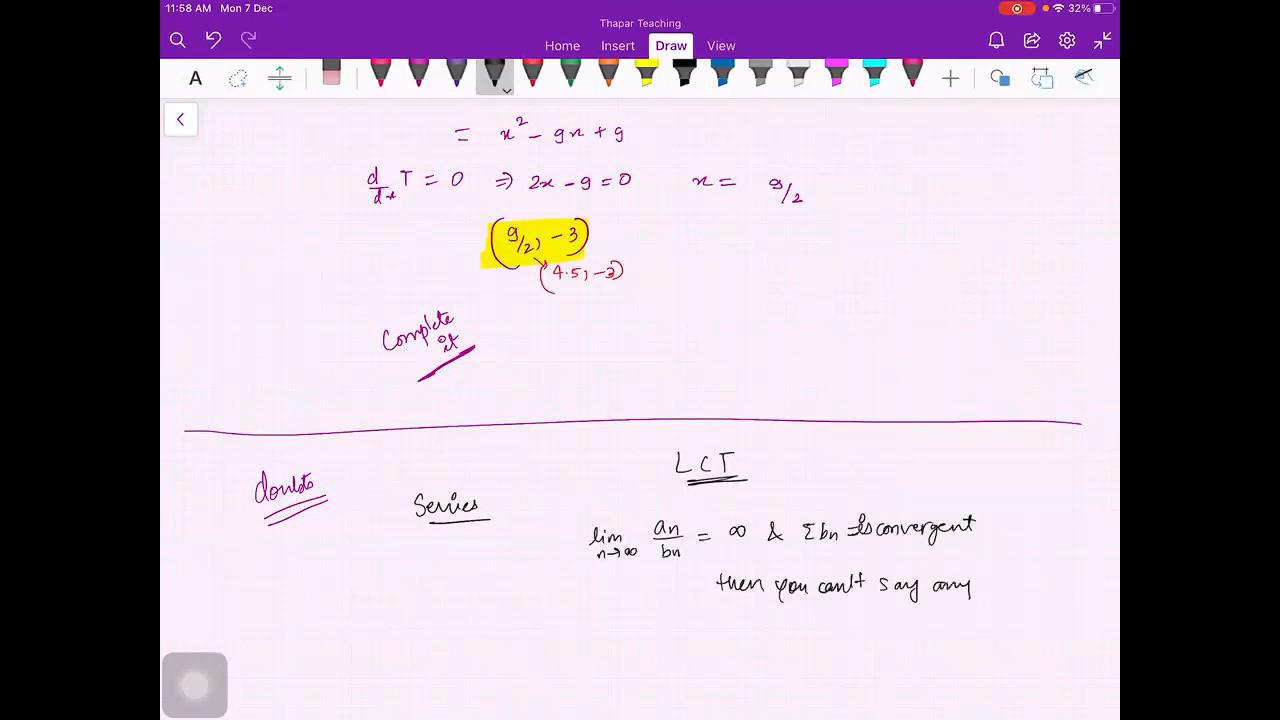 11:58 AM Mon 7 Dec
32%
Thapar Teaching
Home Insert Draw View
A
= x² - 9x + 9
d/dx T = 0 ⇒ 2x - 9 = 0 x = 9/2
(9/2, -3)
(4.5, -3)
Complete
it
LCT
doubts
Series
lim n→∞ an/bn = ∞ & Σbn = is convergent
then you can't say any